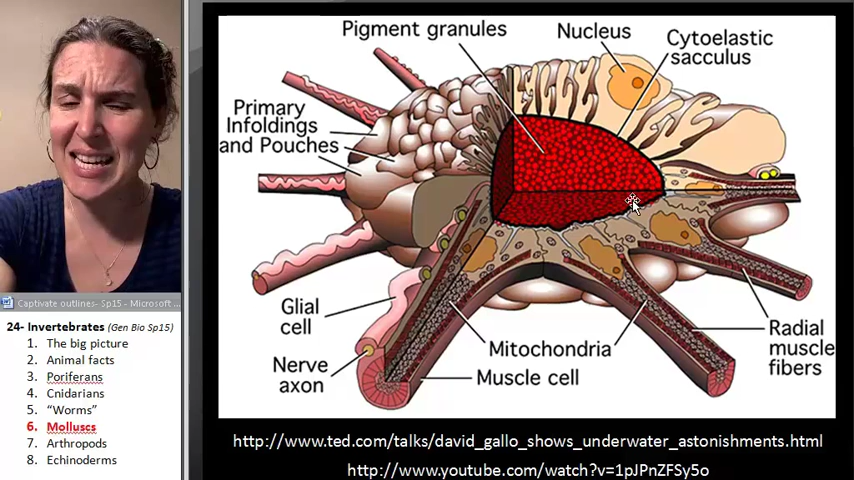 Pigment granules
Nucleus
Cytoelastic
sacculus
Primary
Infoldings
and Pouches
Glial
cell
Nerve
axon
Mitochondria
Muscle cell
Radial
muscle
fibers
Captivate outlines- Sp15 - Microsoft ...
24- Invertebrates (Gen Bio Sp15)
1. The big picture
2. Animal facts
3. Poriferans
4. Cnidarians
5. “Worms”
6. Molluscs
7. Arthropods
8. Echinoderms
http://www.ted.com/talks/david_gallo_shows_underwater_astonishments.html
http://www.youtube.com/watch?v=1pJPnZFSy5o